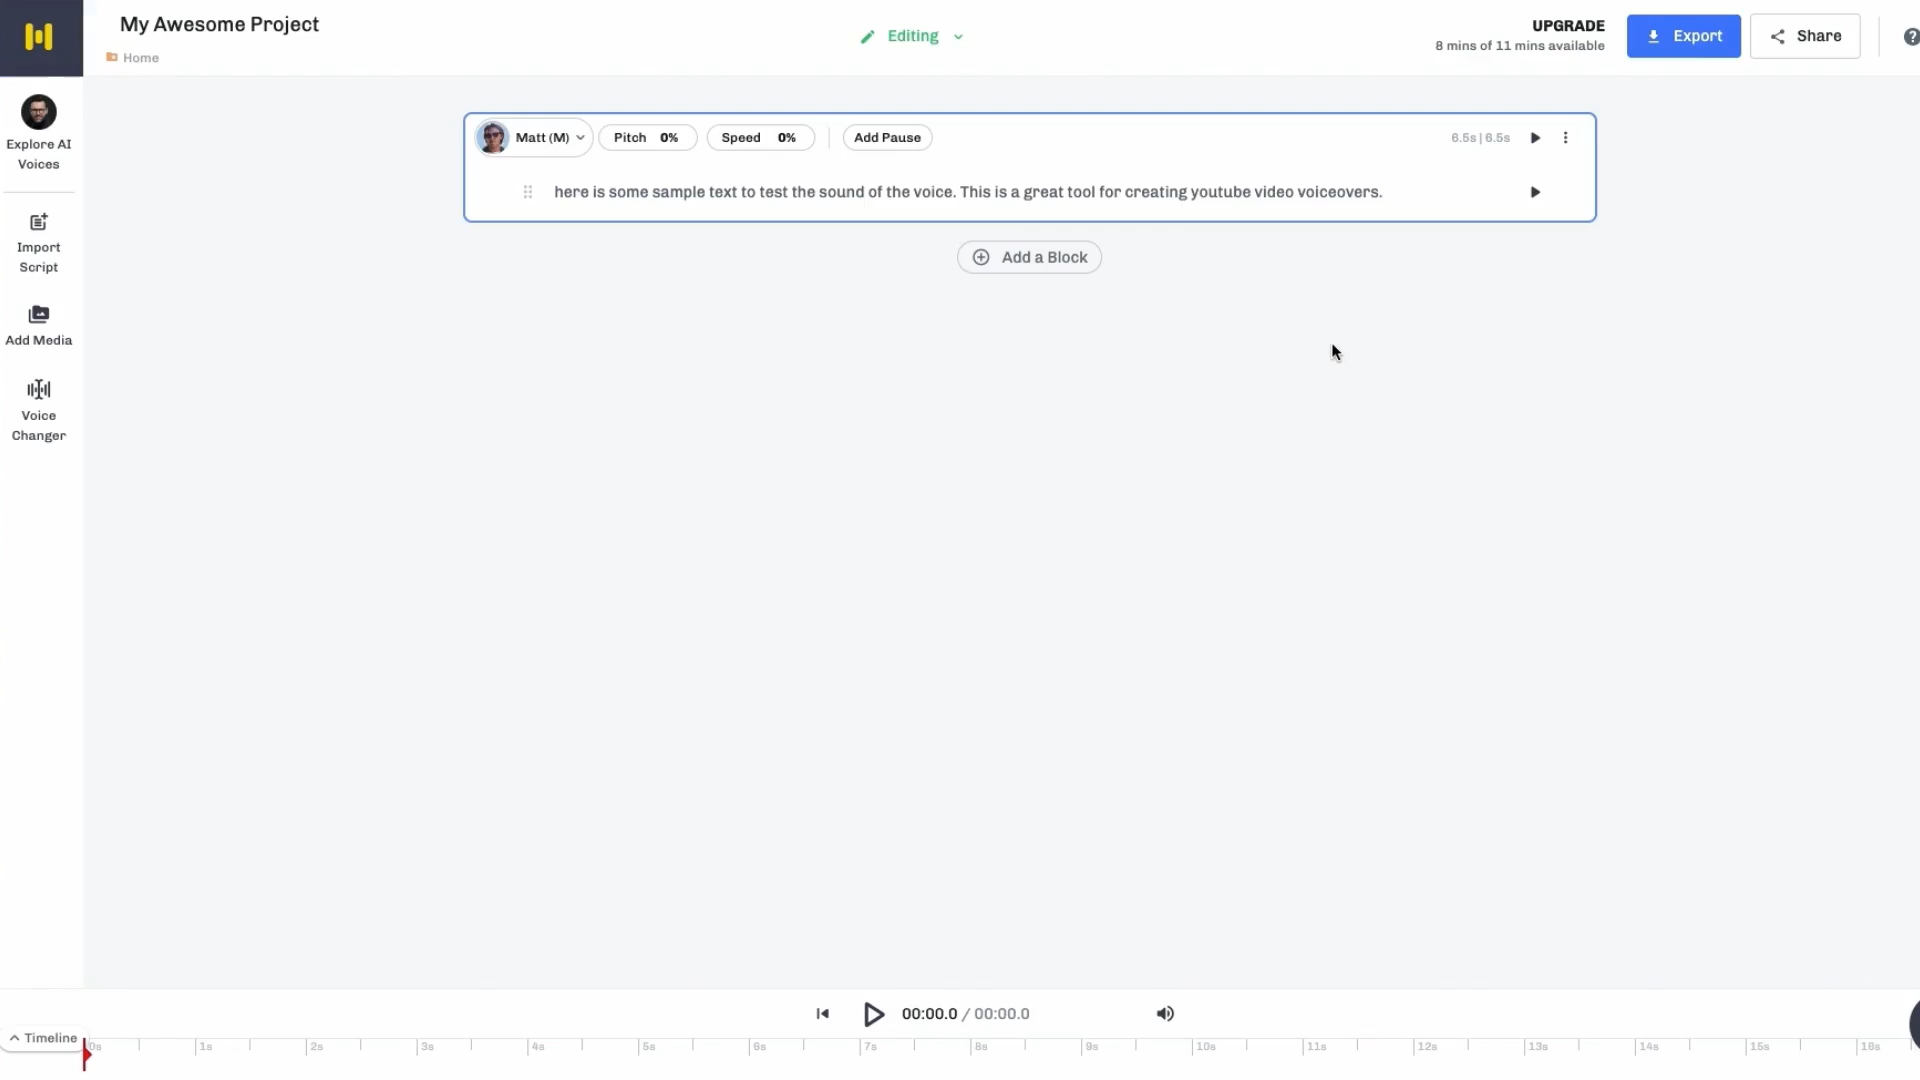 My Awesome Project
Home
Editing
UPGRADE
8 mins of 11 mins available
Export
Share
Explore AI
Voices
Import
Script
Add Media
Voice
Changer
Matt (M)
Pitch 0%
Speed 0%
Add Pause
6.5s | 6.5s
here is some sample text to test the sound of the voice. This is a great tool for creating youtube video voiceovers.
Add a Block
00:00.0 / 00:00.0
Timeline
0s 1s 2s 3s 4s 5s 6s 7s 8s 9s 10s 11s 12s 13s 14s 15s 16s